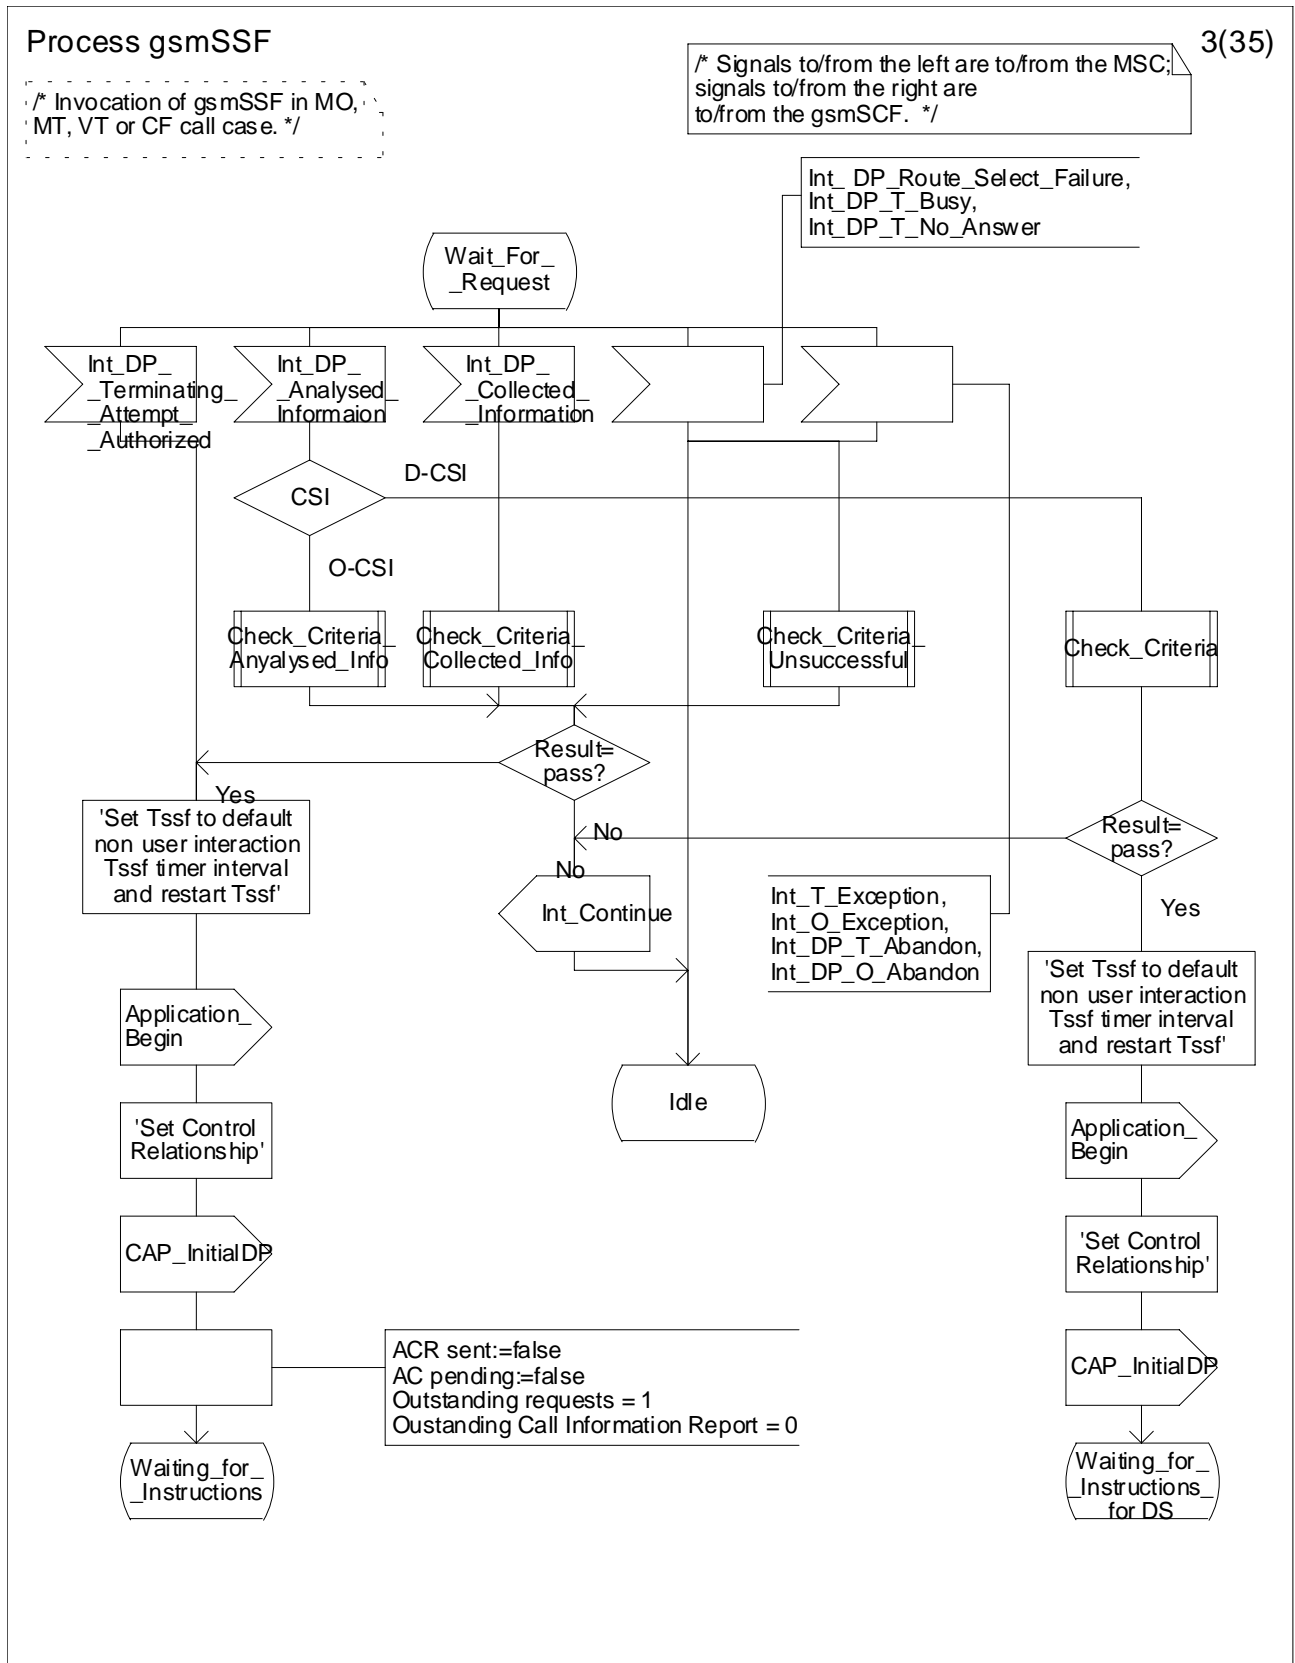 Process gsmSSF
3(35)
/* Invocation of gsmSSF in MO,
MT, VT or CF call case. */
/* Signals to/from the left are to/from the MSC;
signals to/from the right are
to/from the gsmSCF. */
Int_ DP_Route_Select_Failure,
Int_DP_T_Busy,
Int_DP_T_No_Answer
Wait_For_
_Request
Int_DP_
_Terminating_
_Attempt_
_Authorized
Int_DP_
_Analysed_
Informaion
Int_DP_
_Collected_
_Information
CSI
D-CSI
O-CSI
Check_Criteria_
Anyalysed_Info
Check_Criteria_
Collected_Info
Check_Criteria_
Unsuccessful
Check_Criteria
Result=
pass?
Yes
No
'Set Tssf to default
non user interaction
Tssf timer interval
and restart Tssf'
Result=
pass?
No
Yes
Int_Continue
Int_T_Exception,
Int_O_Exception,
Int_DP_T_Abandon,
Int_DP_O_Abandon
'Set Tssf to default
non user interaction
Tssf timer interval
and restart Tssf'
Application_
Begin
Idle
Application_
Begin
'Set Control
Relationship'
'Set Control
Relationship'
CAP_InitialDP
CAP_InitialDP
ACR sent:=false
AC pending:=false
Outstanding requests = 1
Oustanding Call Information Report = 0
Waiting_for_
_Instructions
Waiting_for_
_Instructions_
for DS